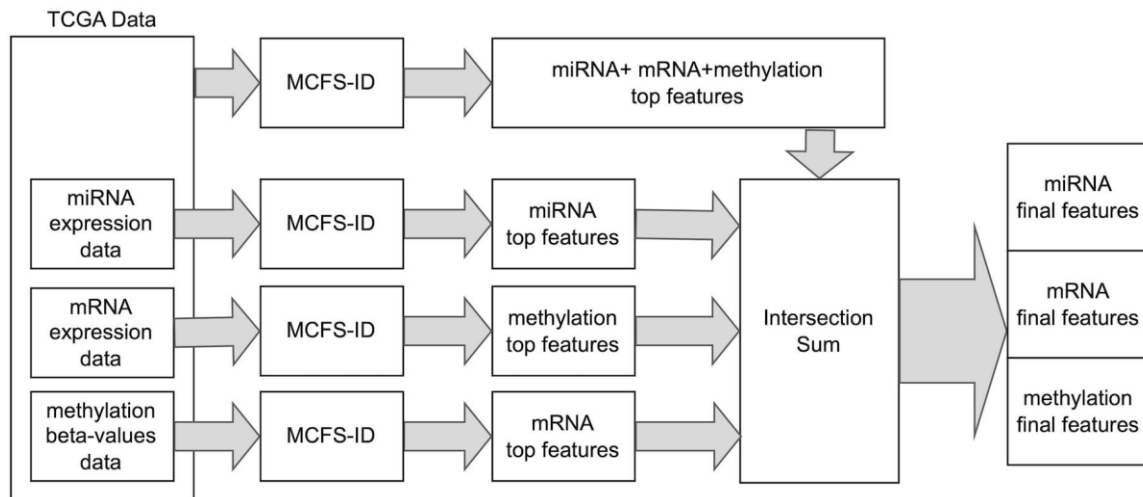 TCGA Data
MCFS-ID
miRNA+ mRNA+methylation
top features
miRNA
expression
data
MCFS-ID
miRNA
top features
mRNA
expression
data
MCFS-ID
methylation
top features
methylation
beta-values
data
MCFS-ID
mRNA
top features
Intersection
Sum
miRNA
final features
mRNA
final features
methylation
final features